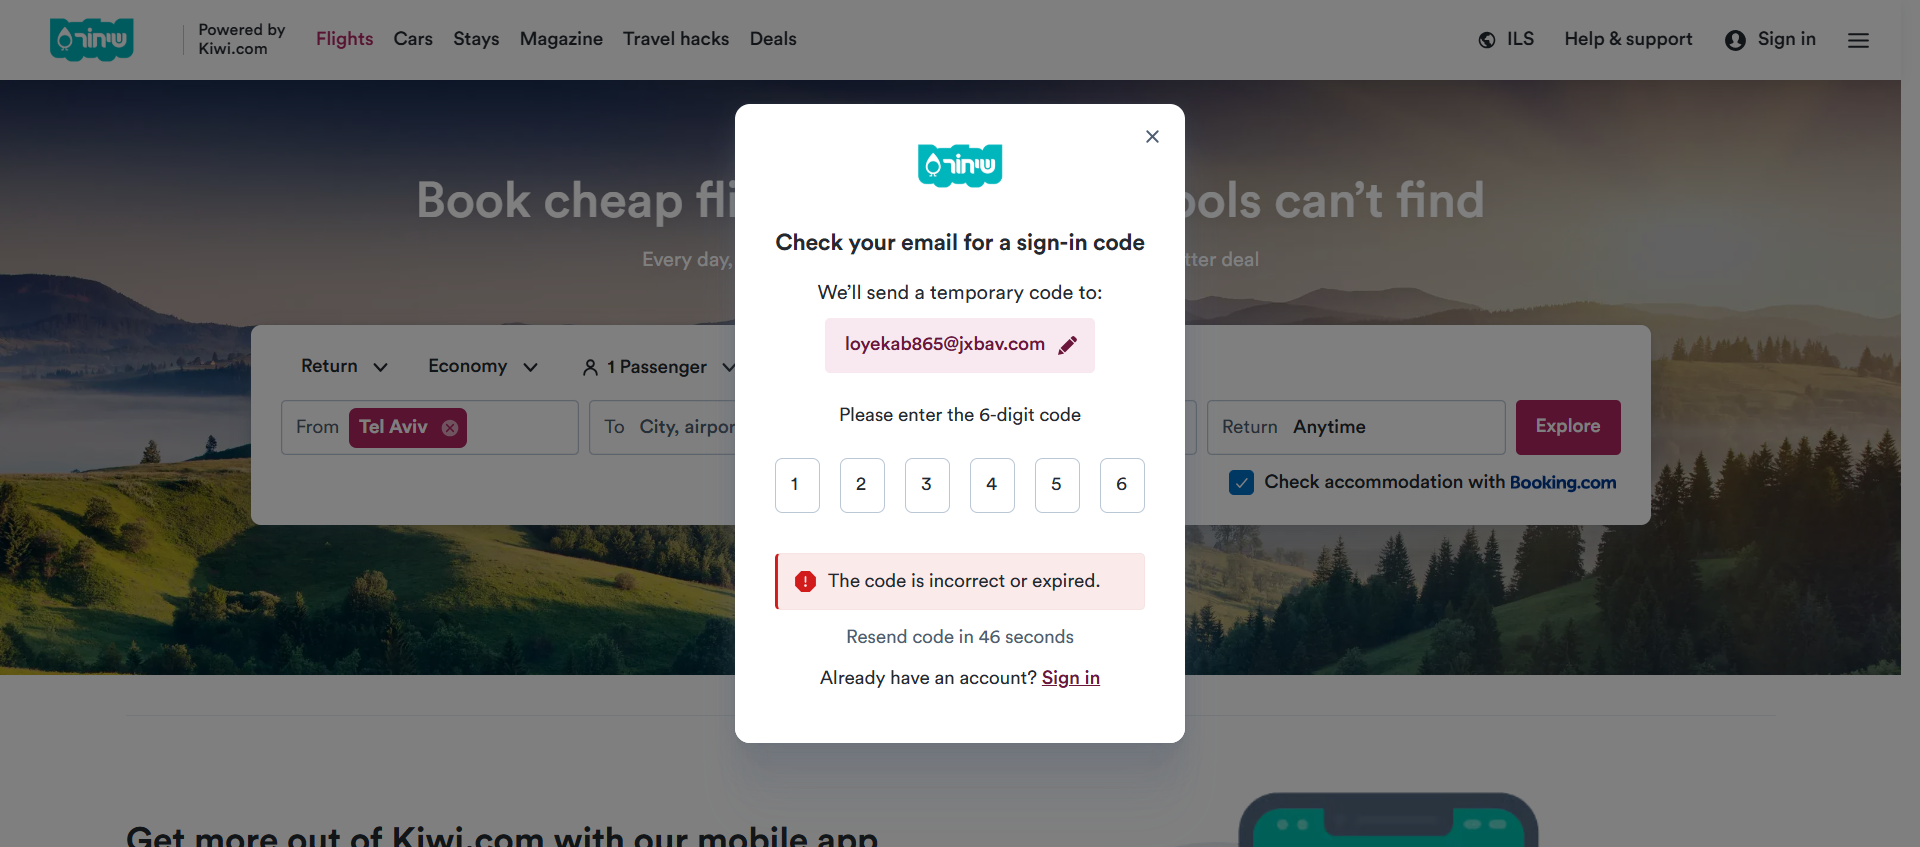 שיחורים
Powered by
Kiwi.com
Flights
Cars
Stays
Magazine
Travel hacks
Deals
ILS
Help & support
Sign in
Book cheap fli
ools can't find
Every day,
tter deal
Return
Economy
1 Passenger
From
Tel Aviv
To
City, airpor
Return
Anytime
Explore
Check accommodation with Booking.com
Check your email for a sign-in code
We'll send a temporary code to:
loyekab865@jxbav.com
Please enter the 6-digit code
1 2 3 4 5 6
The code is incorrect or expired.
Resend code in 46 seconds
Already have an account? Sign in
Get more out of Kiwi.com with our mobile app